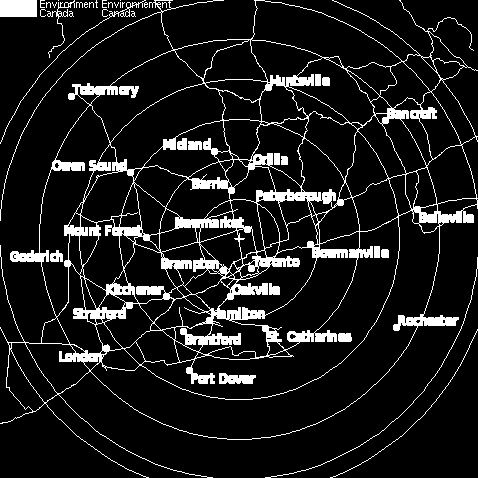 Environment Environnement
Canada Canada
Huntsville
Tobermory
Bancroft
Midland
Orillia
Owen Sound
Barrie
Peterborough
Belleville
Newmarket
Mount Forest
Bowmanville
Goderich
Brampton
Toronto
Kitchener
Oakville
Stratford
Hamilton
Rochester
Brantford
St. Catharines
London
Port Dover